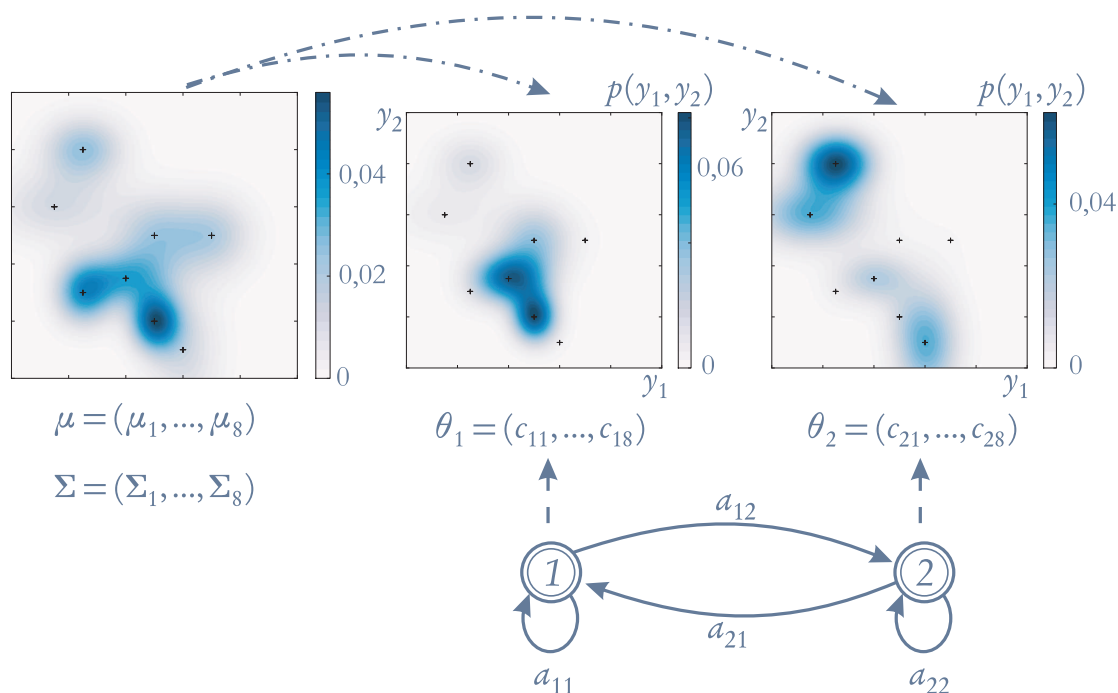 p(y₁,y₂)
p(y₁,y₂)
y₂
y₂
0,04
0,02
0
0,06
0
0,04
0
y₁
y₁
μ = (μ₁,...,μ₈)
θ₁ = (c₁₁,...,c₁₈)
θ₂ = (c₂₁,...,c₂₈)
Σ = (Σ₁,...,Σ₈)
a₁₂
1
2
a₂₁
a₁₁
a₂₂